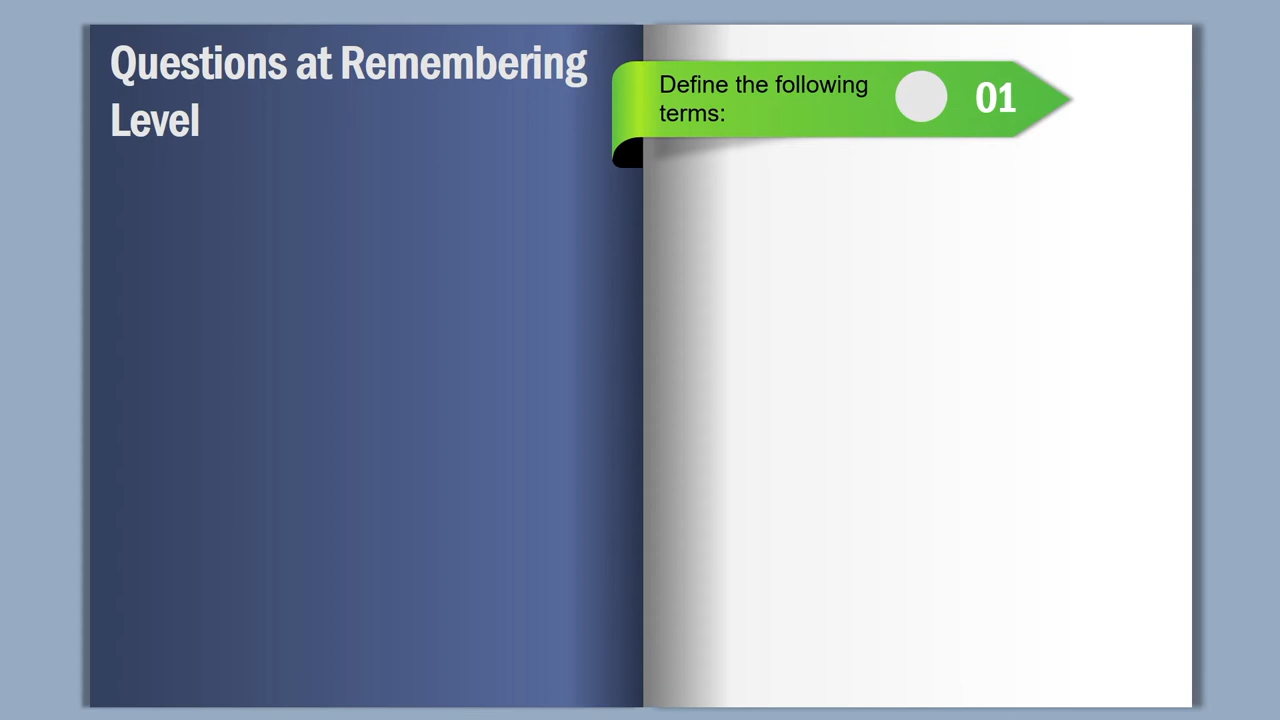 Questions at Remembering
Level
Define the following
terms:
01